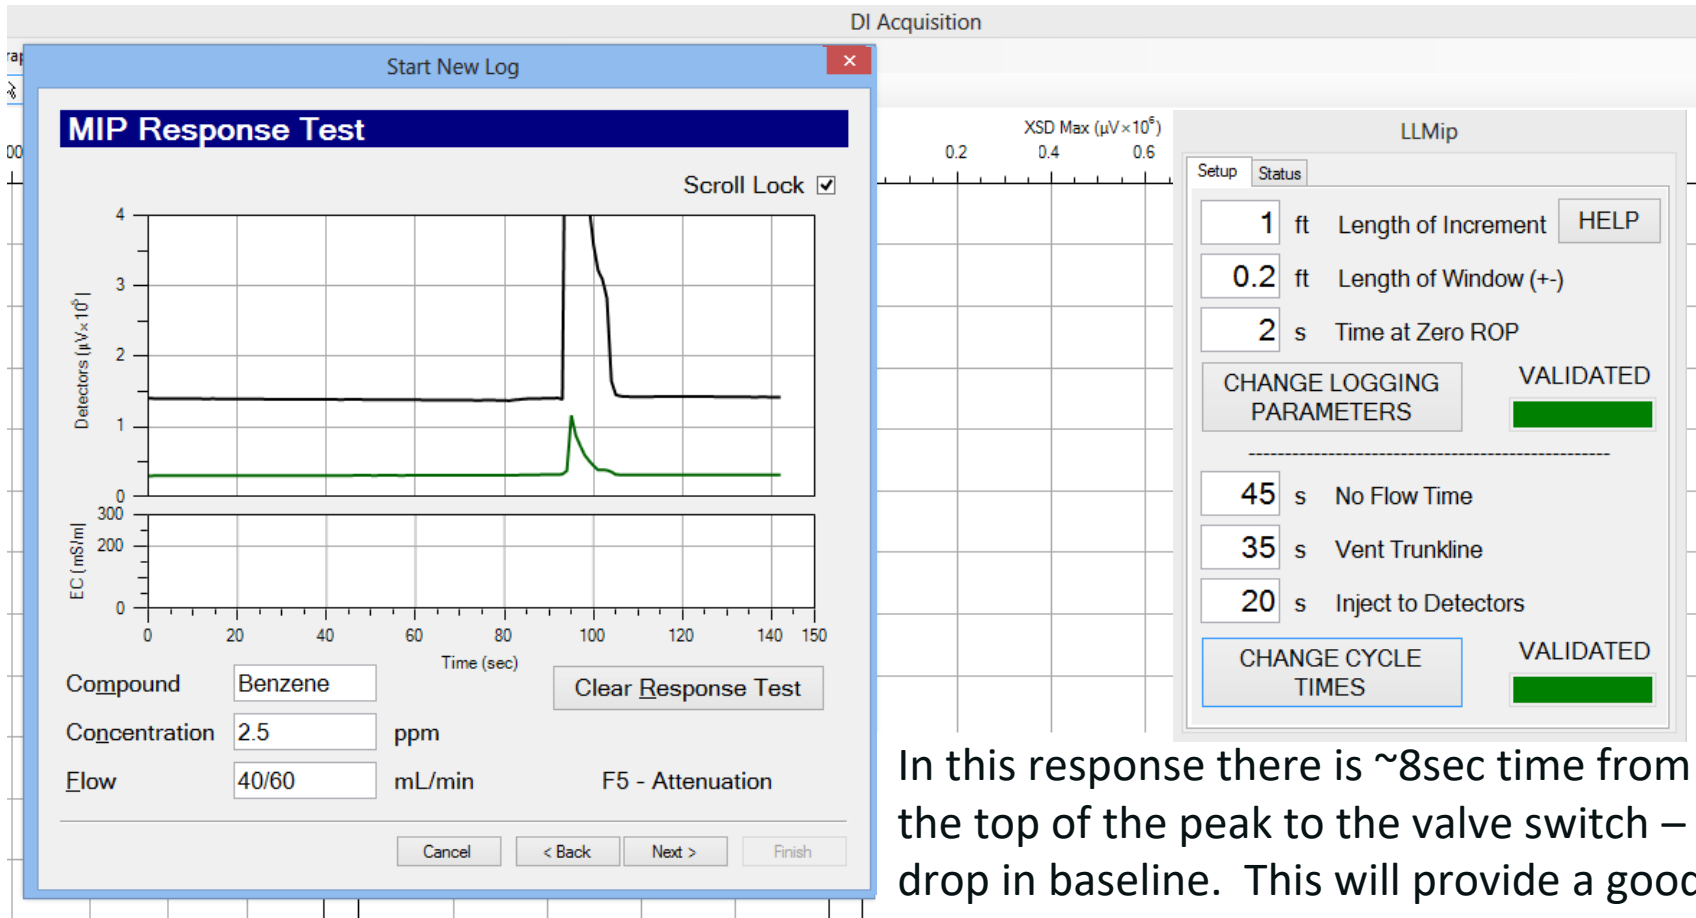 DI Acquisition
Start New Log
MIP Response Test
Scroll Lock
4
3
2
1
0
Detectors (µV×10⁵)
300
200
0
EC (mS/m)
0 20 40 60 80 100 120 140 150
Time (sec)
Compound Benzene
Clear Response Test
Concentration 2.5 ppm
Flow 40/60 mL/min
F5 - Attenuation
Cancel < Back Next > Finish
XSD Max (µV×10⁶)
0.2 0.4 0.6
LLMip
Setup Status
1 ft Length of Increment HELP
0.2 ft Length of Window (+-)
2 s Time at Zero ROP
CHANGE LOGGING PARAMETERS
VALIDATED
45 s No Flow Time
35 s Vent Trunkline
20 s Inject to Detectors
CHANGE CYCLE TIMES
VALIDATED
In this response there is ~8sec time from
the top of the peak to the valve switch –
drop in baseline. This will provide a good